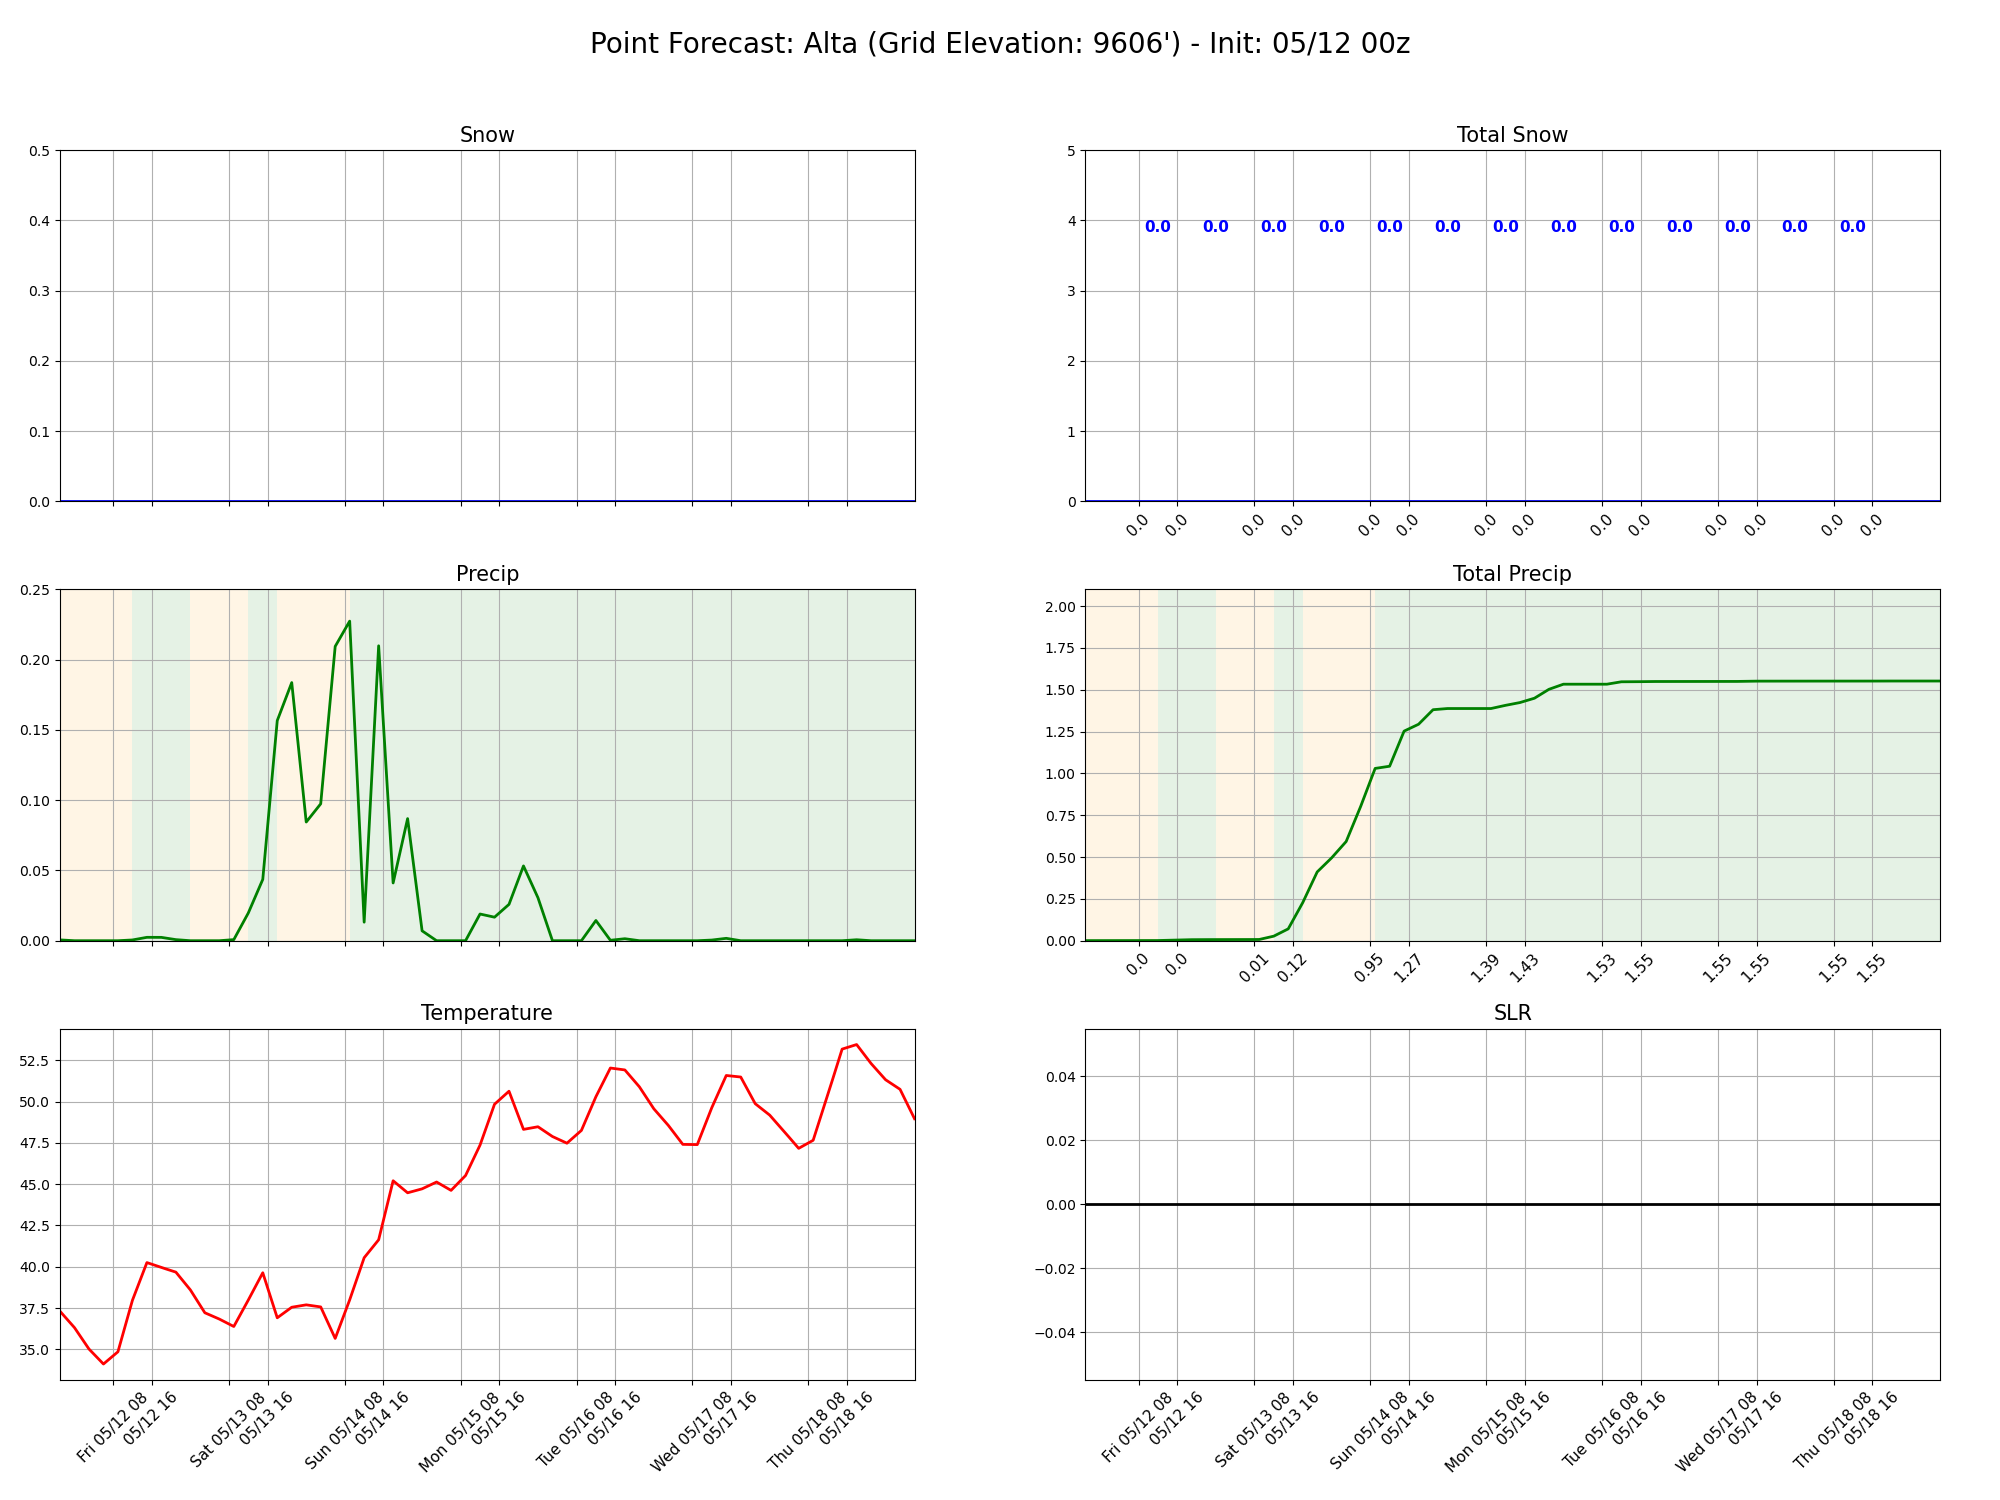 Point Forecast: Alta (Grid Elevation: 9606') - Init: 05/12 00z
Snow
0.5
0.4
0.3
0.2
0.1
0.0
Total Snow
5
4
3
2
1
0
0.0 0.0 0.0 0.0 0.0 0.0 0.0 0.0 0.0 0.0 0.0 0.0 0.0
0.0 0.0 0.0 0.0 0.0 0.0 0.0 0.0 0.0 0.0 0.0 0.0 0.0 0.0
Precip
0.25
0.20
0.15
0.10
0.05
0.00
Total Precip
2.00
1.75
1.50
1.25
1.00
0.75
0.50
0.25
0.00
0.0 0.0 0.01 0.12 0.95 1.27 1.39 1.43 1.53 1.55 1.55 1.55 1.55 1.55
Temperature
52.5
50.0
47.5
45.0
42.5
40.0
37.5
35.0
Fri 05/12 08
05/12 16
Sat 05/13 08
05/13 16
Sun 05/14 08
05/14 16
Mon 05/15 08
05/15 16
Tue 05/16 08
05/16 16
Wed 05/17 08
05/17 16
Thu 05/18 08
05/18 16
SLR
0.04
0.02
0.00
−0.02
−0.04
Fri 05/12 08
05/12 16
Sat 05/13 08
05/13 16
Sun 05/14 08
05/14 16
Mon 05/15 08
05/15 16
Tue 05/16 08
05/16 16
Wed 05/17 08
05/17 16
Thu 05/18 08
05/18 16